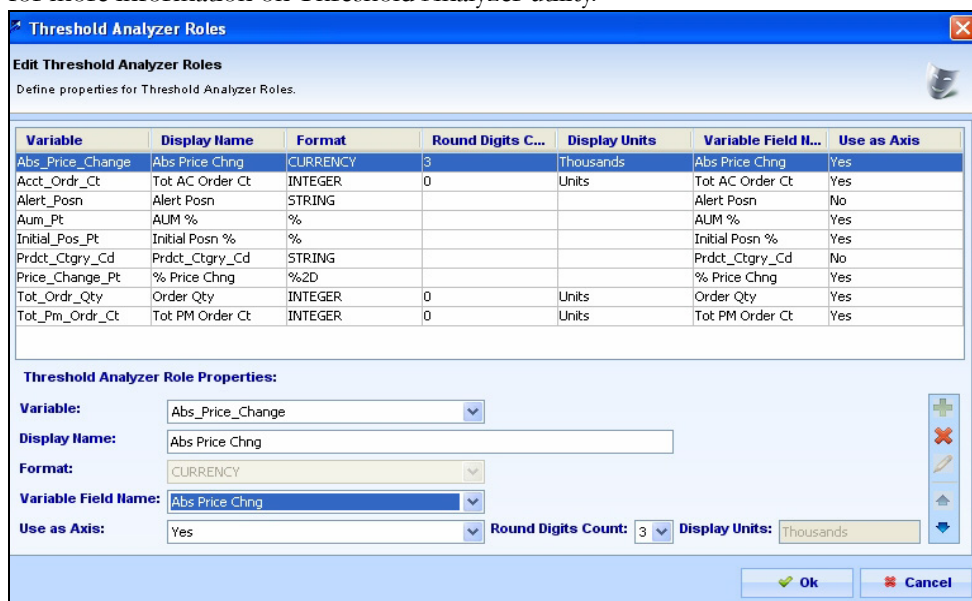 for more information on Threshold Analyzer utility.
Threshold Analyzer Roles
Edit Threshold Analyzer Roles
Define properties for Threshold Analyzer Roles.
Variable Display Name Format Round Digits C... Display Units Variable Field N... Use as Axis
Abs_Price_Change Abs Price Chng CURRENCY 3 Thousands Abs Price Chng Yes
Acct_Ordr_Ct Tot AC Order Ct INTEGER 0 Units Tot AC Order Ct Yes
Alert_Posn Alert Posn STRING Alert Posn No
Aum_Pt AUM % % AUM % Yes
Initial_Pos_Pt Initial Posn % % Initial Posn % Yes
Prdct_Ctgry_Cd Prdct_Ctgry_Cd STRING Prdct_Ctgry_Cd No
Price_Change_Pt % Price Chng %2D % Price Chng Yes
Tot_Ordr_Qty Order Qty INTEGER 0 Units Order Qty Yes
Tot_Pm_Ordr_Ct Tot PM Order Ct INTEGER 0 Units Tot PM Order Ct Yes
Threshold Analyzer Role Properties:
Variable: Abs_Price_Change
Display Name: Abs Price Chng
Format: CURRENCY
Variable Field Name: Abs Price Chng
Use as Axis: Yes Round Digits Count: 3 Display Units: Thousands
Ok Cancel